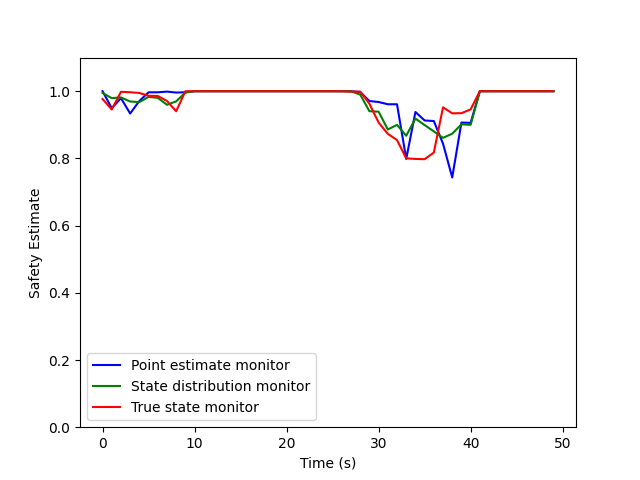 1.0
0.8
0.6
0.4
0.2
0.0
Safety Estimate
Point estimate monitor
State distribution monitor
True state monitor
0 10 20 30 40 50
Time (s)